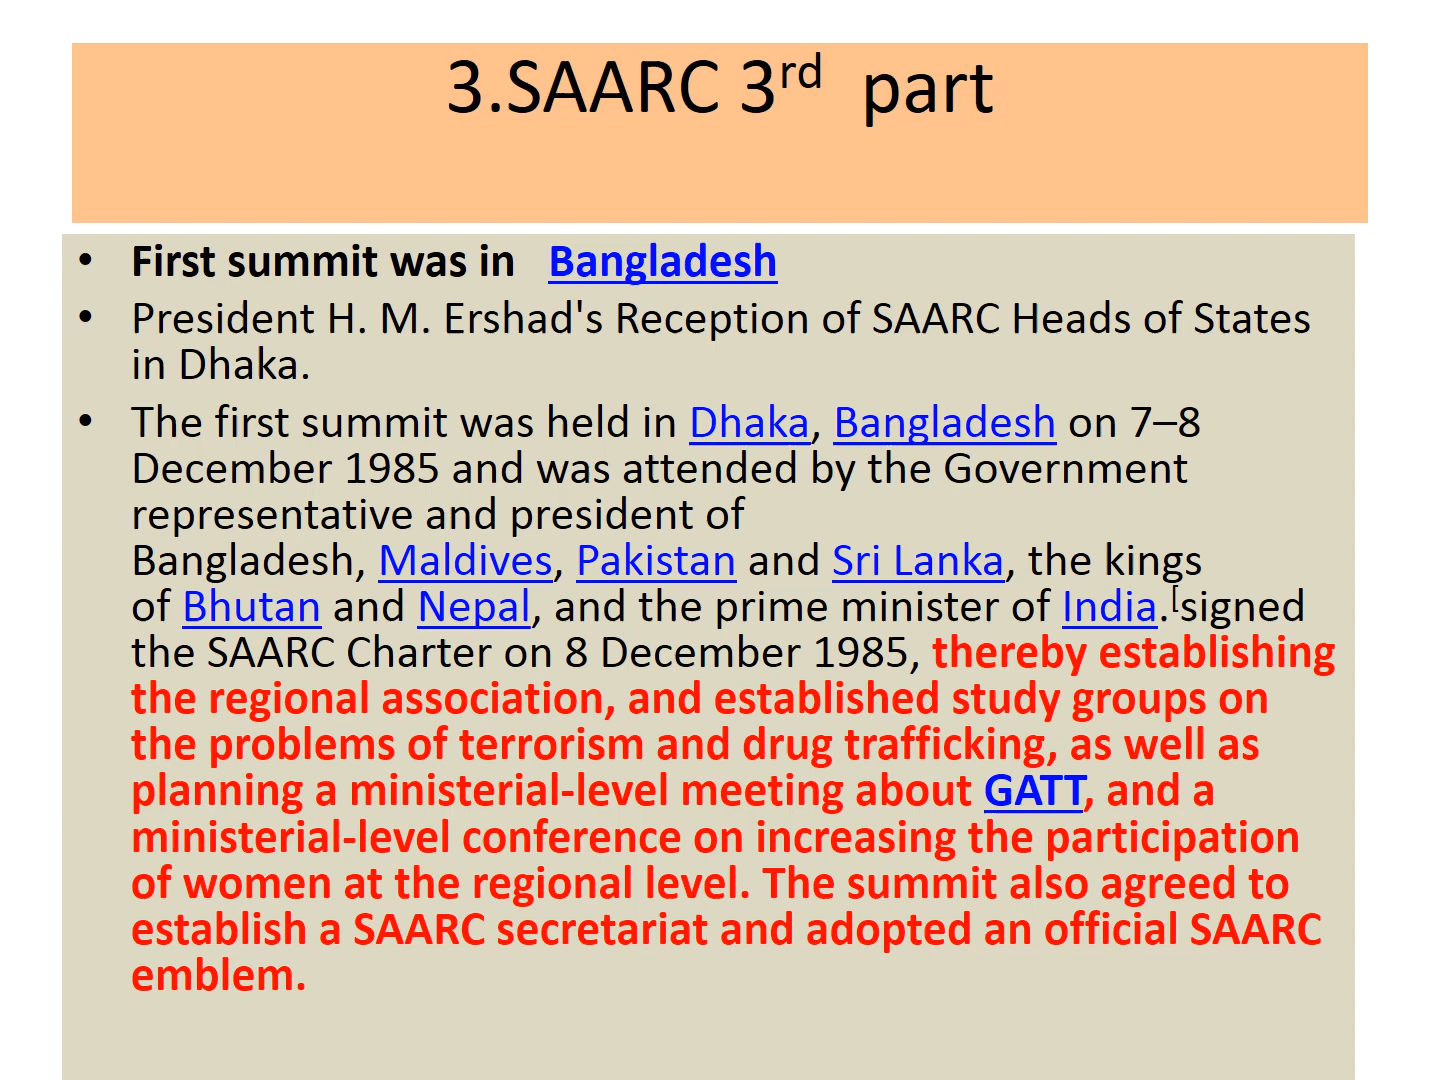 3.SAARC 3rd part
• First summit was in Bangladesh
• President H. M. Ershad's Reception of SAARC Heads of States
in Dhaka.
• The first summit was held in Dhaka, Bangladesh on 7–8
December 1985 and was attended by the Government
representative and president of
Bangladesh, Maldives, Pakistan and Sri Lanka, the kings
of Bhutan and Nepal, and the prime minister of India.[signed
the SAARC Charter on 8 December 1985, thereby establishing
the regional association, and established study groups on
the problems of terrorism and drug trafficking, as well as
planning a ministerial-level meeting about GATT, and a
ministerial-level conference on increasing the participation
of women at the regional level. The summit also agreed to
establish a SAARC secretariat and adopted an official SAARC
emblem.